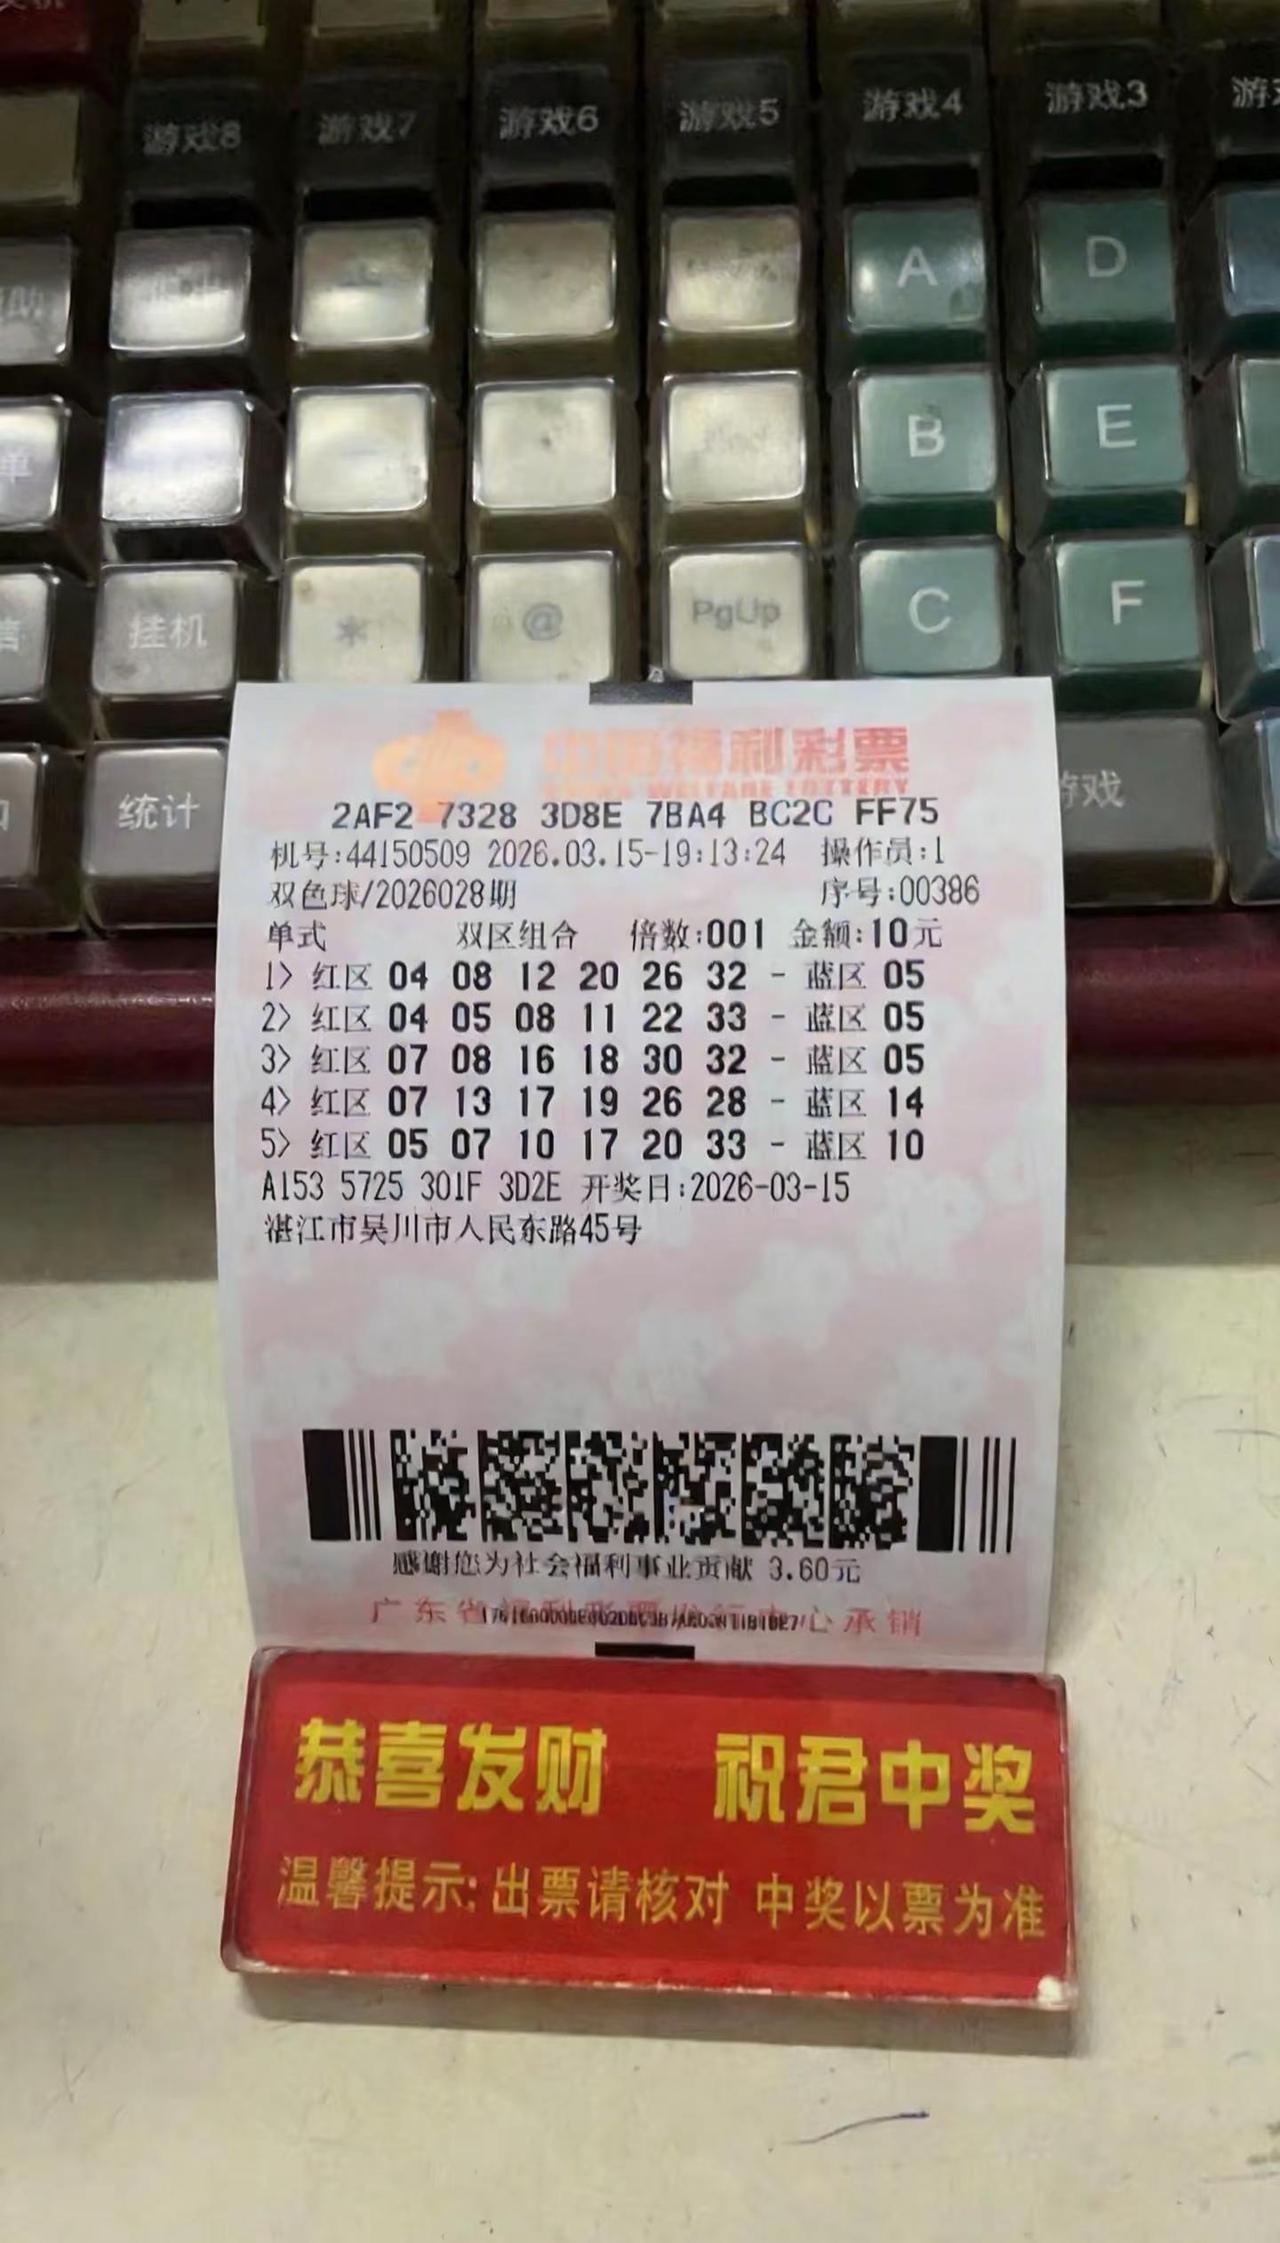 游戏8 游戏7 游戏6 游戏5 游戏4 游戏3
A D
B E
C F
挂机 * @ PgUp
统计
中国福利彩票
CHINA WELFARE LOTTERY
2AF2 7328 3D8E 7BA4 BC2C FF75
机号:44150509 2026.03.15-19:13:24 操作员:1
双色球/2026028期 序号:00386
单式 双区组合 倍数:001 金额:10元
1> 红区 04 08 12 20 26 32 - 蓝区 05
2> 红区 04 05 08 11 22 33 - 蓝区 05
3> 红区 07 08 16 18 30 32 - 蓝区 05
4> 红区 07 13 17 19 26 28 - 蓝区 14
5> 红区 05 07 10 17 20 33 - 蓝区 10
A153 5725 301F 3D2E 开奖日:2026-03-15
湛江市吴川市人民东路45号
感谢您为社会福利事业贡献 3.60元
广东省福利彩票发行中心承销
恭喜发财 祝君中奖
温馨提示:出票请核对 中奖以票为准